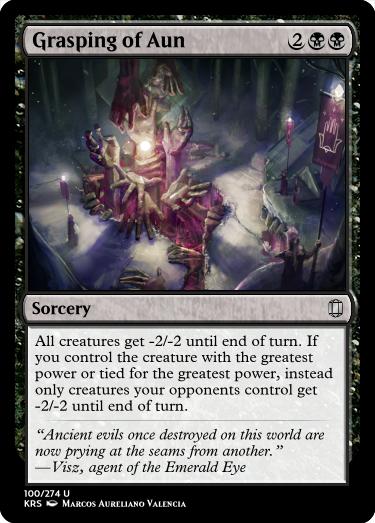 Grasping of Aun 2
Sorcery
All creatures get -2/-2 until end of turn. If
you control the creature with the greatest
power or tied for the greatest power, instead
only creatures your opponents control get
-2/-2 until end of turn.
“Ancient evils once destroyed on this world are
now prying at the seams from another.”
—Visz, agent of the Emerald Eye
100/274 U
KRS Marcos Aureliano Valencia